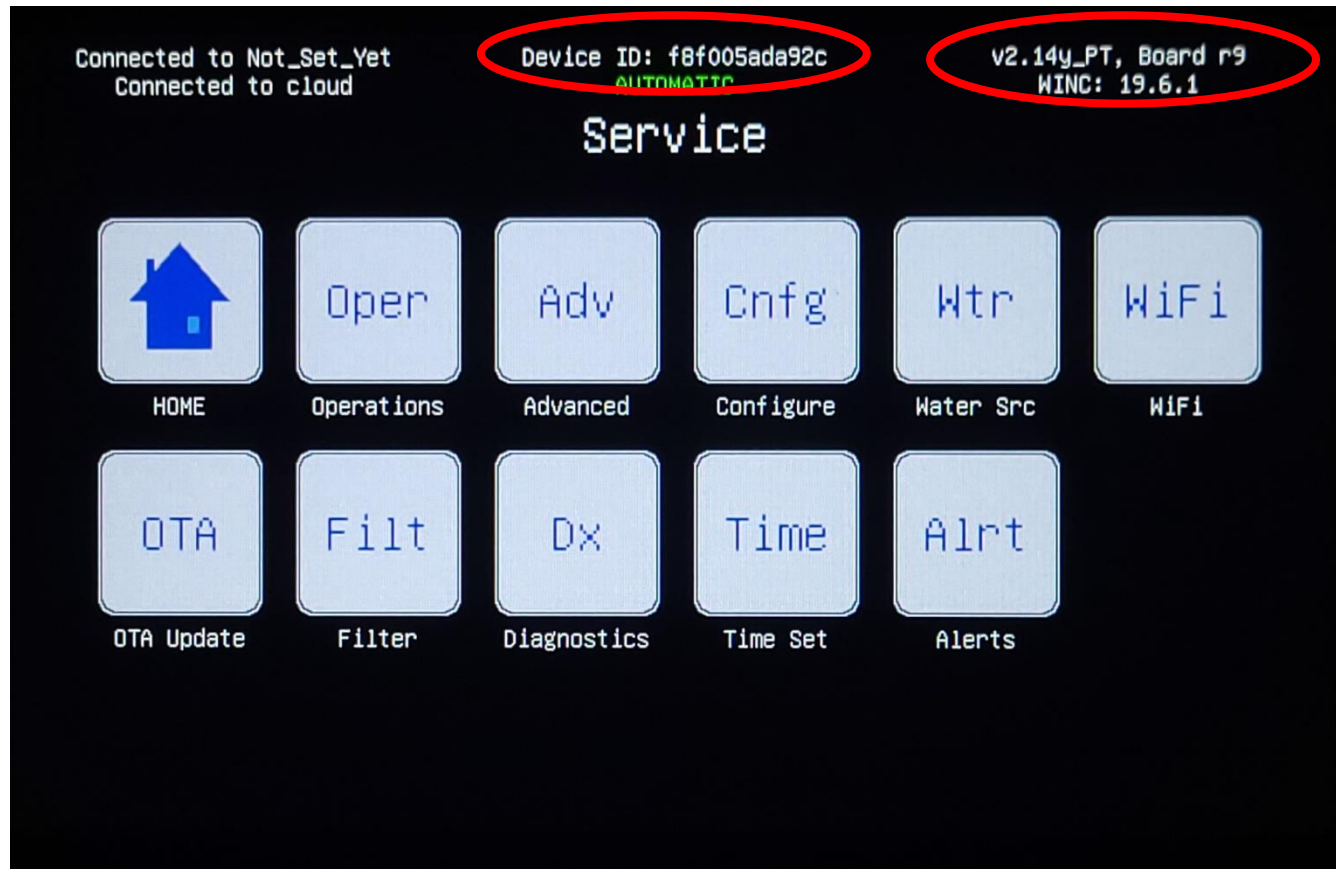 Connected to Not_Set_Yet
Connected to cloud
Device ID: f8f005ada92c
AUTOMATIC
v2.14y_PT, Board r9
WINC: 19.6.1
Service
Oper
Adv
Cnfg
Wtr
WiFi
HOME
Operations
Advanced
Configure
Water Src
WiFi
OTA
Filt
Dx
Time
Alrt
OTA Update
Filter
Diagnostics
Time Set
Alerts